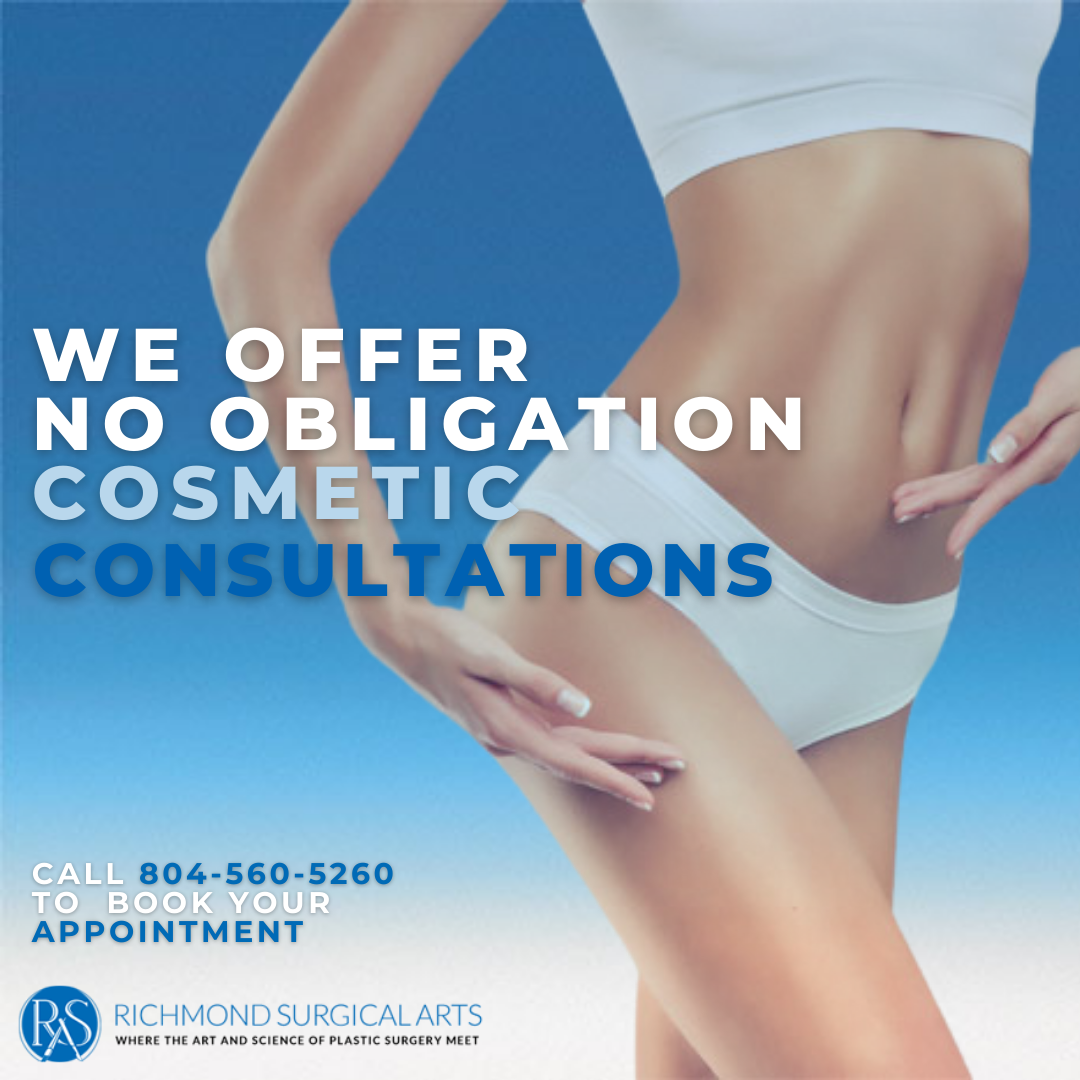 WE OFFER
NO OBLIGATION
COSMETIC
CONSULTATIONS
CALL 804-560-5260
TO BOOK YOUR
APPOINTMENT
RAS RICHMOND SURGICAL ARTS
WHERE THE ART AND SCIENCE OF PLASTIC SURGERY MEET